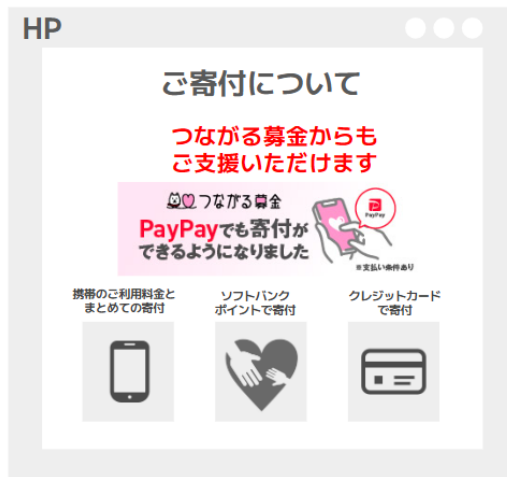 HP
ご寄付について
つながる募金からも
ご支援いただけます
つながる募金
PayPayでも寄付が
できるようになりました
PayPay
※支払い条件あり
携帯のご利用料金と
まとめての寄付
ソフトバンク
ポイントで寄付
クレジットカード
で寄付